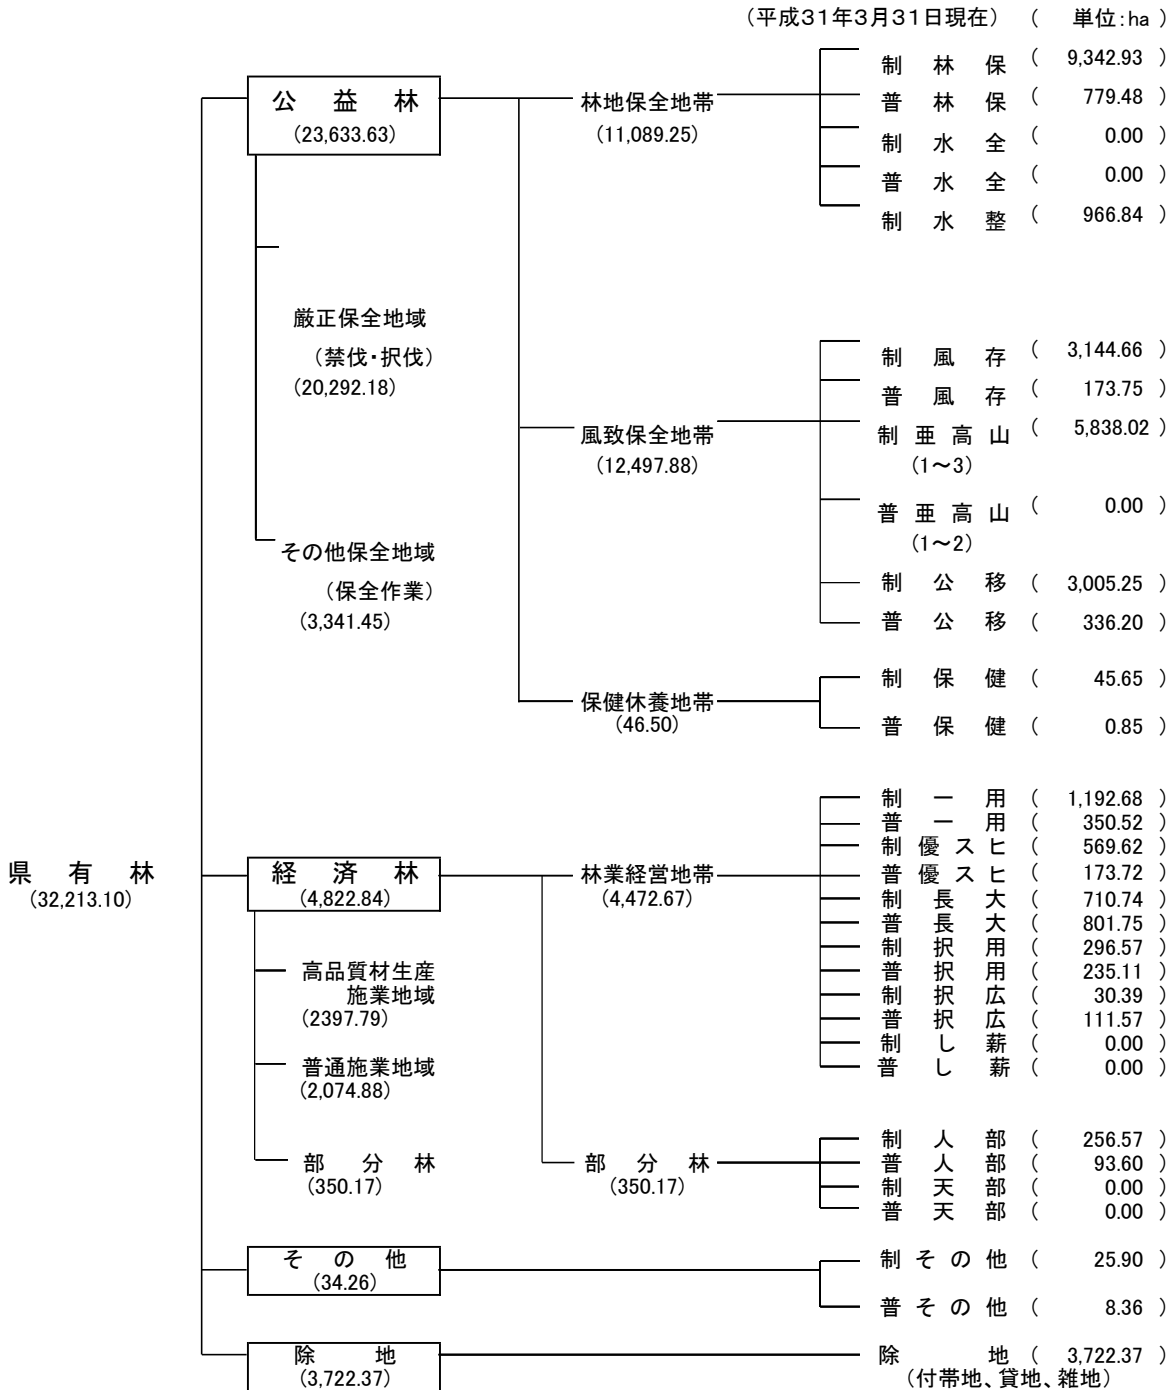 （平成３１年３月３１日現在） （ 単位：ha ）
県 有 林
(32,213.10)
公 益 林
(23,633.63)
厳正保全地域
（禁伐・択伐）
(20,292.18)
その他保全地域
（保全作業）
(3,341.45)
林地保全地帯
(11,089.25)
制 林 保 （ 9,342.93 ）
普 林 保 （ 779.48 ）
制 水 全 （ 0.00 ）
普 水 全 （ 0.00 ）
制 水 整 （ 966.84 ）
風致保全地帯
(12,497.88)
制 風 存 （ 3,144.66 ）
普 風 存 （ 173.75 ）
制 亜 高 山 （ 5,838.02 ）
（1～3）
普 亜 高 山 （ 0.00 ）
（1～2）
制 公 移 （ 3,005.25 ）
普 公 移 （ 336.20 ）
保健休養地帯
(46.50)
制 保 健 （ 45.65 ）
普 保 健 （ 0.85 ）
経 済 林
(4,822.84)
高品質材生産
施業地域
(2397.79)
普通施業地域
(2,074.88)
部 分 林
(350.17)
林業経営地帯
(4,472.67)
制 一 用 （ 1,192.68 ）
普 一 用 （ 350.52 ）
制 優 ス ヒ （ 569.62 ）
普 優 ス ヒ （ 173.72 ）
制 長 大 （ 710.74 ）
普 長 大 （ 801.75 ）
制 択 用 （ 296.57 ）
普 択 用 （ 235.11 ）
制 択 広 （ 30.39 ）
普 択 広 （ 111.57 ）
制 し 薪 （ 0.00 ）
普 し 薪 （ 0.00 ）
部 分 林
(350.17)
制 人 部 （ 256.57 ）
普 人 部 （ 93.60 ）
制 天 部 （ 0.00 ）
普 天 部 （ 0.00 ）
そ の 他
(34.26)
制 そ の 他 （ 25.90 ）
普 そ の 他 （ 8.36 ）
除 地
(3,722.37)
除 地 （ 3,722.37 ）
（付帯地、貸地、雑地）